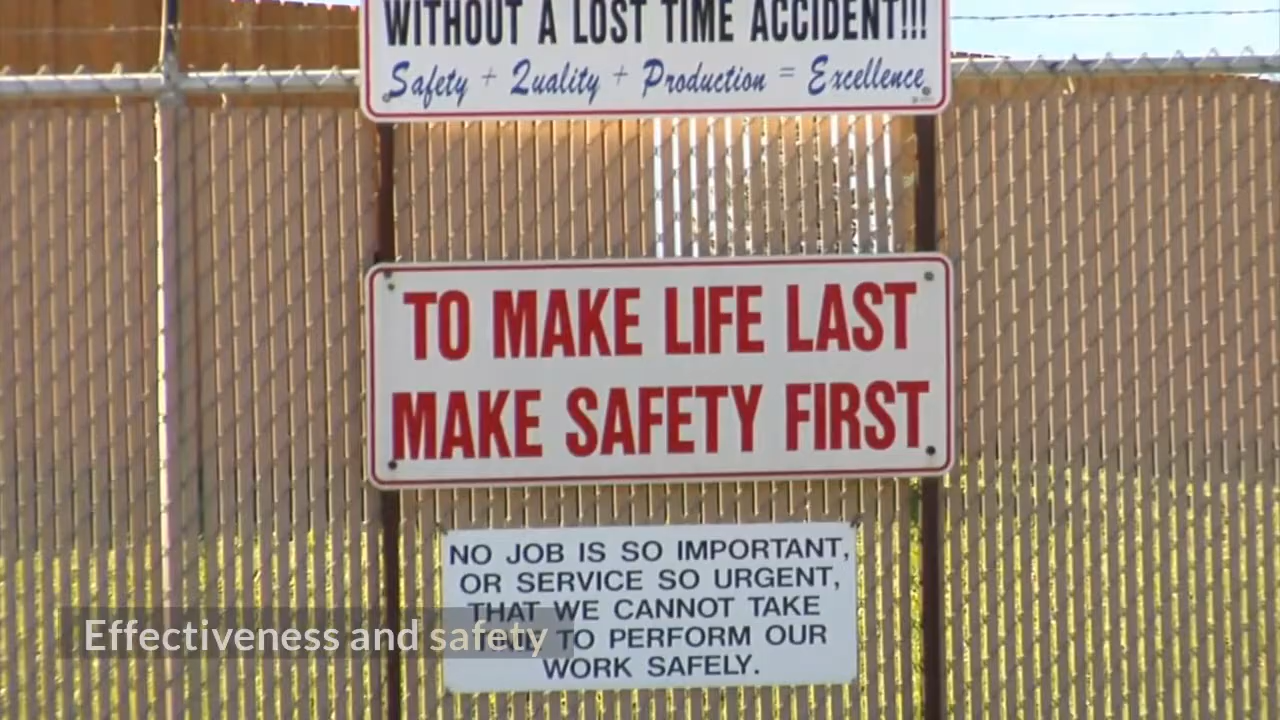 WITHOUT A LOST TIME ACCIDENT!!!
Safety + Quality + Production = Excellence
TO MAKE LIFE LAST
MAKE SAFETY FIRST
NO JOB IS SO IMPORTANT,
OR SERVICE SO URGENT,
THAT WE CANNOT TAKE
TO PERFORM OUR
WORK SAFELY.
Effectiveness and safety